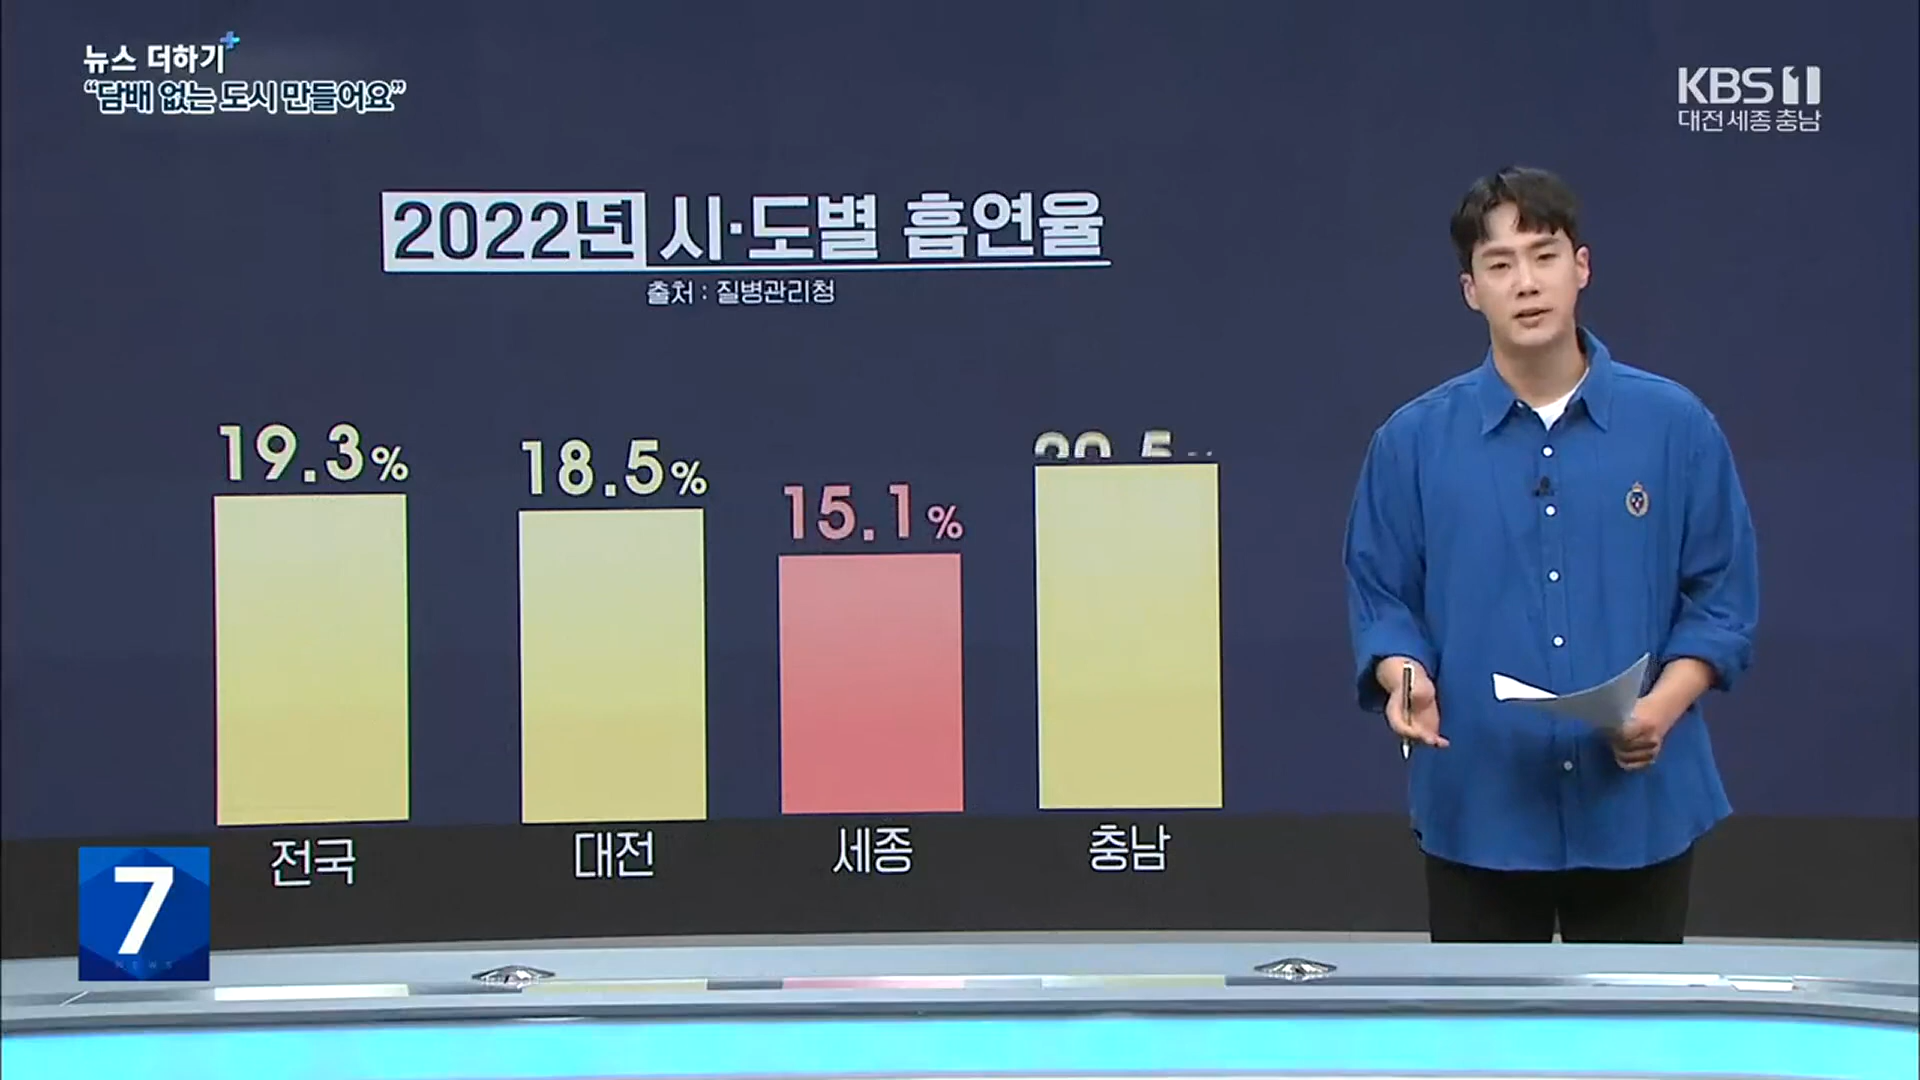 뉴스 더하기+
“담배 없는 도시 만들어요”
KBS 1
대전 세종 충남
2022년 시·도별 흡연율
출처 : 질병관리청
19.3%
18.5%
15.1%
전국
대전
세종
충남
7
NEWS